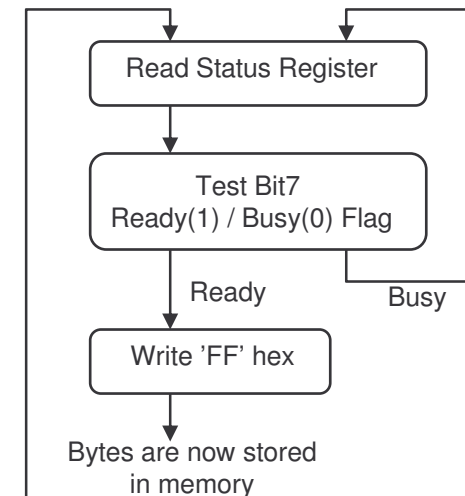 Read Status Register
Test Bit7
Ready(1) / Busy(0) Flag
Ready
Busy
Write ’FF’ hex
Bytes are now stored
in memory